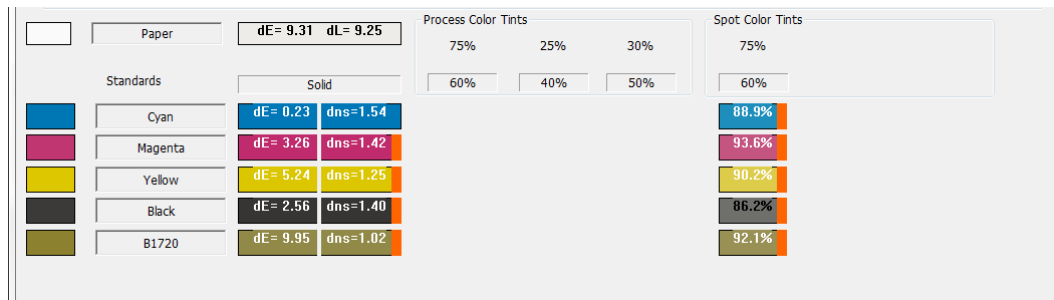 Process Color Tints Spot Color Tints
Paper dE= 9.31 dL= 9.25
75% 25% 30% 75%
Standards Solid 60% 40% 50% 60%
Cyan dE= 0.23 dns=1.54 88.9%
Magenta dE= 3.26 dns=1.42 93.6%
Yellow dE= 5.24 dns=1.25 90.2%
Black dE= 2.56 dns=1.40 86.2%
B1720 dE= 9.95 dns=1.02 92.1%